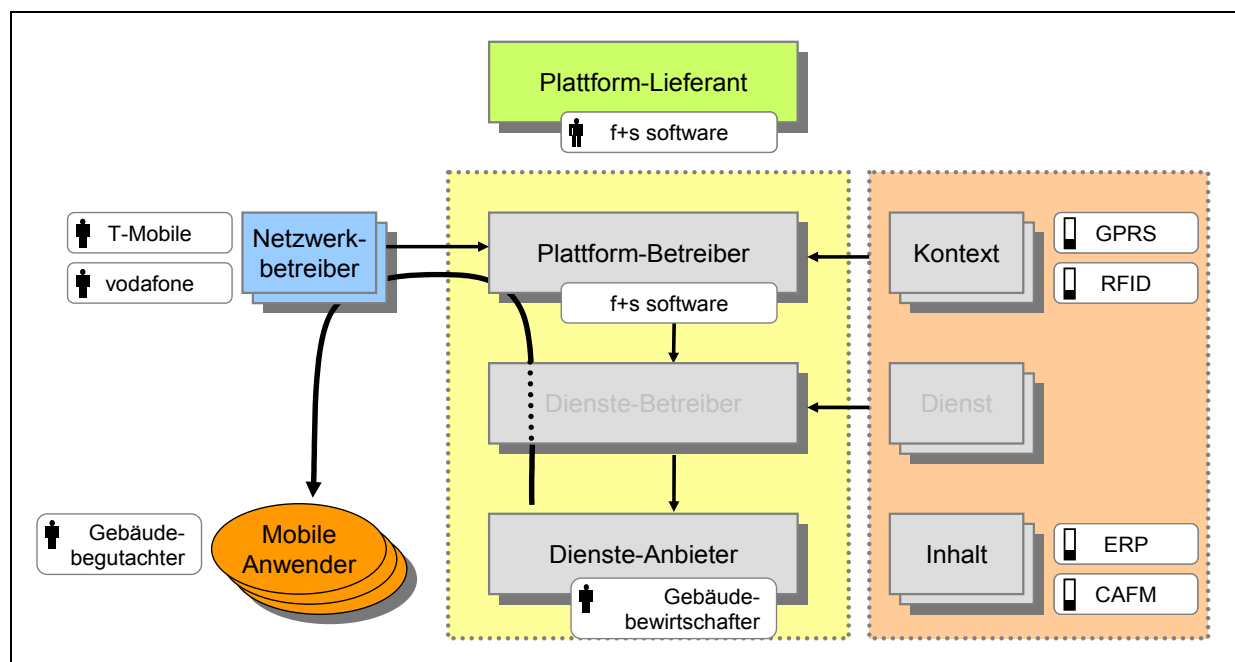 Plattform-Lieferant
f+s software
T-Mobile
vodafone
Netzwerk-
betreiber
Plattform-Betreiber
f+s software
Kontext
GPRS
RFID
Dienste-Betreiber
Dienst
Gebäude-
begutachter
Mobile
Anwender
Dienste-Anbieter
Gebäude-
bewirtschafter
Inhalt
ERP
CAFM